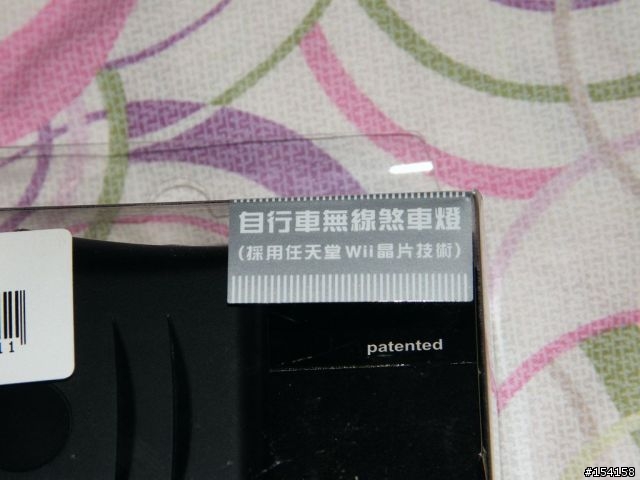 自行車無線煞車燈
(採用任天堂Wii晶片技術)
patented
11
#154158